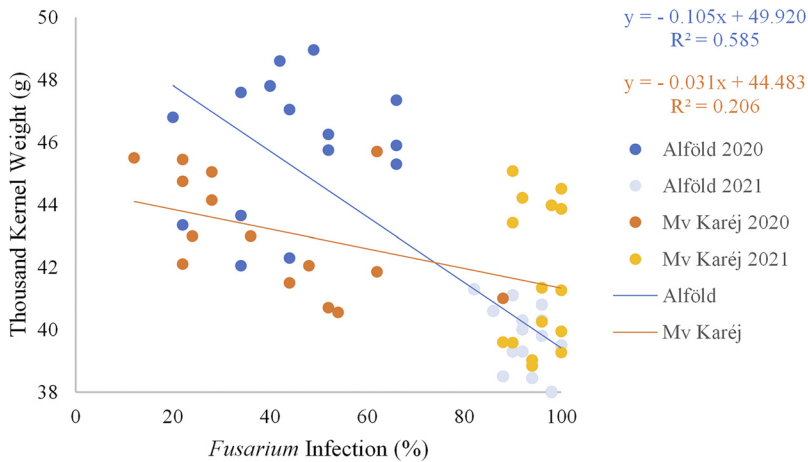 y = - 0.105x + 49.920
R² = 0.585
y = - 0.031x + 44.483
R² = 0.206
50
48
46
44
42
40
38
0 20 40 60 80 100
Thousand Kernel Weight (g)
Fusarium Infection (%)
Alföld 2020
Alföld 2021
Mv Karéj 2020
Mv Karéj 2021
Alföld
Mv Karéj